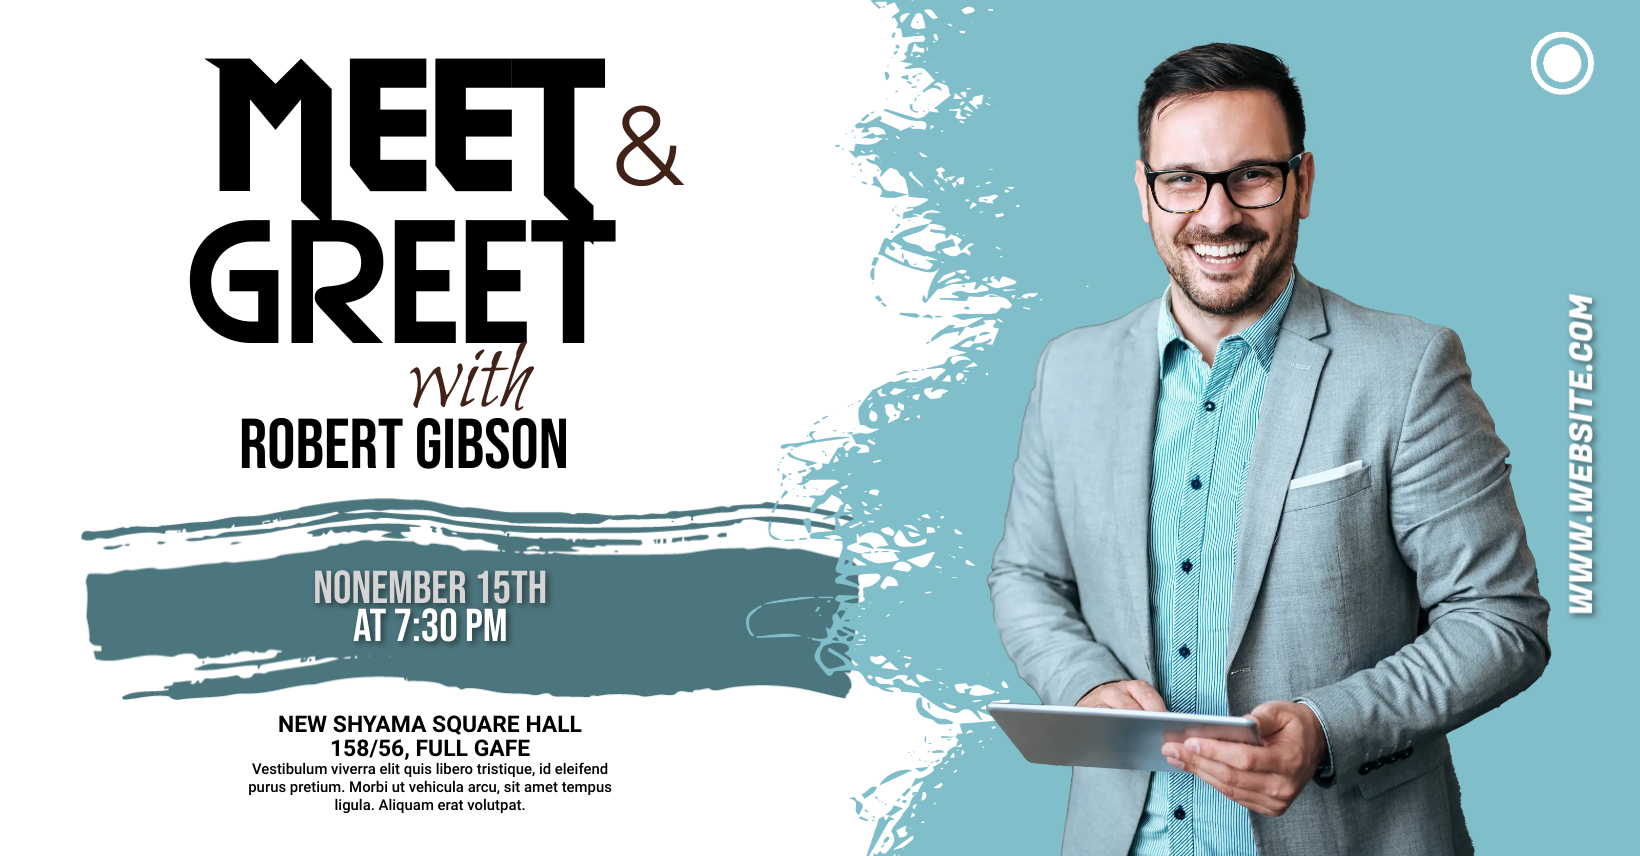 MEET &
GREET
with
ROBERT GIBSON
NONEMBER 15TH
AT 7:30 PM
NEW SHYAMA SQUARE HALL
158/56, FULL GAFE
Vestibulum viverra elit quis libero tristique, id eleifend
purus pretium. Morbi ut vehicula arcu, sit amet tempus
ligula. Aliquam erat volutpat.
WWW.WEBSITE.COM